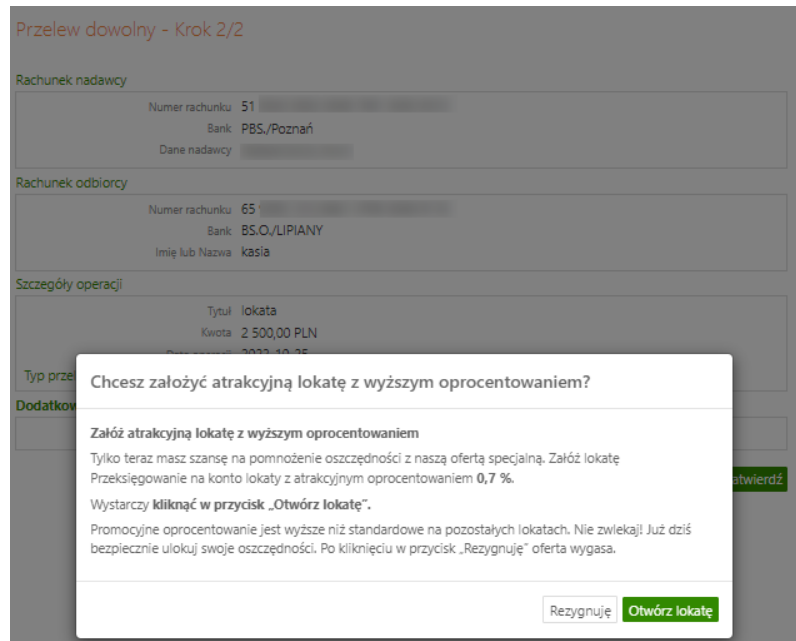 Przelew dowolny - Krok 2/2
Rachunek nadawcy
Numer rachunku 51
Bank PBS./Poznań
Dane nadawcy
Rachunek odbiorcy
Numer rachunku 65
Bank BS.O./LIPIANY
Imię lub Nazwa kasia
Szczegóły operacji
Tytuł lokata
Kwota 2 500,00 PLN
Typ
Chcesz założyć atrakcyjną lokatę z wyższym oprocentowaniem?
Załóż atrakcyjną lokatę z wyższym oprocentowaniem
Tylko teraz masz szansę na pomnożenie oszczędności z naszą ofertą specjalną. Załóż lokatę
Przeksięgowanie na konto lokaty z atrakcyjnym oprocentowaniem 0,7 %.
Wystarczy kliknąć w przycisk „Otwórz lokatę”.
Promocyjne oprocentowanie jest wyższe niż standardowe na pozostałych lokatach. Nie zwlekaj! Już dziś
bezpiecznie ulokuj swoje oszczędności. Po kliknięciu w przycisk „Rezygnuję” oferta wygasa.
Rezygnuję Otwórz lokatę